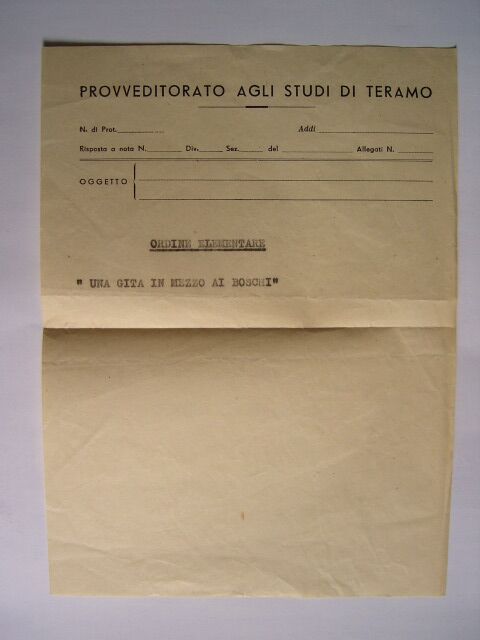 PROVVEDITORATO AGLI STUDI DI TERAMO
N. di Prot. Addì
Risposta a nota N. Div. Sez. del Allegati N.
OGGETTO
ORDINE ELEMENTARE
" UNA GITA IN MEZZO AI BOSCHI"